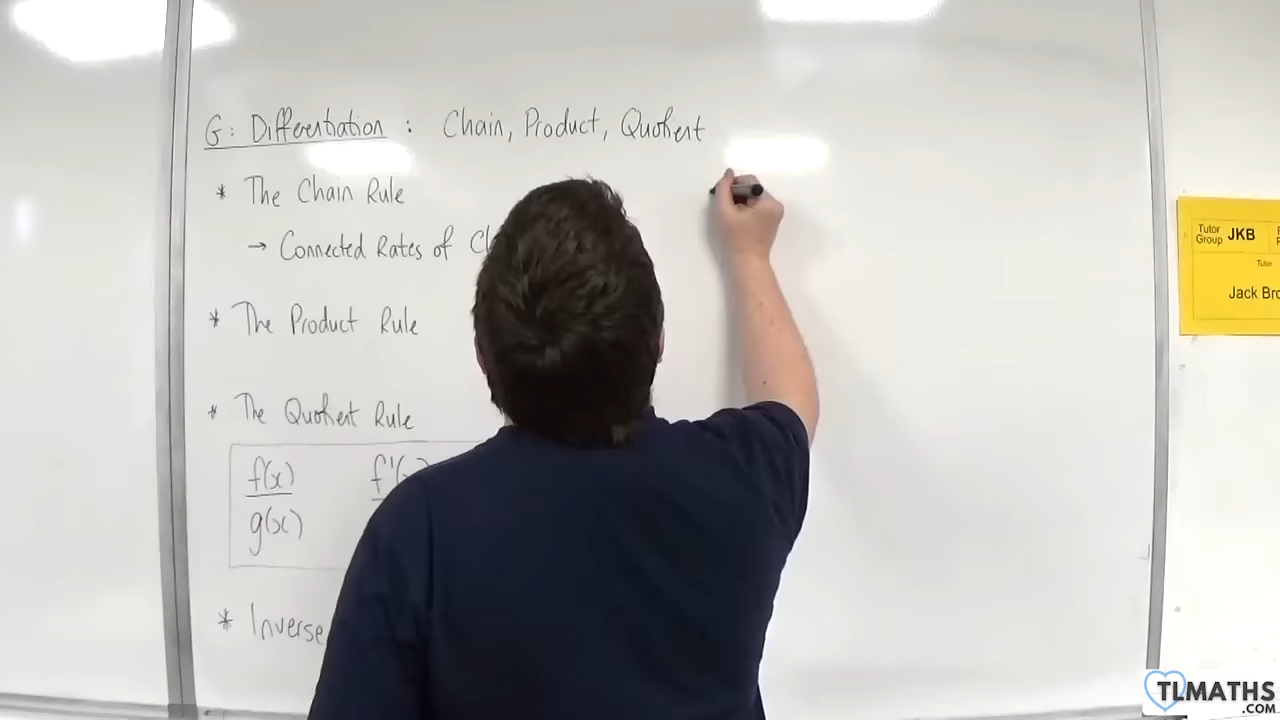 G: Differentiation : Chain, Product, Quotient
* The Chain Rule
→ Connected Rates of
* The Product Rule
* The Quotient Rule
f(x)
g(x)
f'(x)
* Inverse
Tutor Group JKB
Tutor
Jack Bro
TLMATHS
.COM